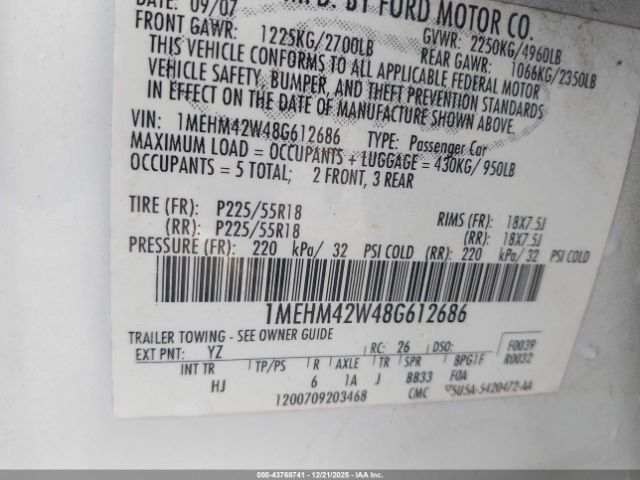 DATE: 09/07 MFD. BY FORD MOTOR CO.
FRONT GAWR: 1225KG/2700LB GVWR: 2250KG/4960LB
REAR GAWR: 1066KG/2350LB
THIS VEHICLE CONFORMS TO ALL APPLICABLE FEDERAL MOTOR
VEHICLE SAFETY, BUMPER, AND THEFT PREVENTION STANDARDS
IN EFFECT ON THE DATE OF MANUFACTURE SHOWN ABOVE.
VIN: 1MEHM42W48G612686 TYPE: Passenger Car
MAXIMUM LOAD = OCCUPANTS + LUGGAGE = 430KG/ 950LB
OCCUPANTS = 5 TOTAL; 2 FRONT, 3 REAR
TIRE (FR): P225/55R18 RIMS (FR): 18X7.5J
(RR): P225/55R18 (RR): 18X7.5J
PRESSURE (FR): 220 kPa/ 32 PSI COLD (RR): 220 kPa/ 32 PSI COLD
1MEHM42W48G612686
TRAILER TOWING - SEE OWNER GUIDE
EXT PNT: YZ RC: 26 DSO: F0039
R0032
INT TR TP/PS R AXLE TR SPR BPGIF
HJ 6 1A J BB33 FOA
1200709203468 CMC 5U5A-5420472-AA
000-43768741 - 12/21/2025 - IAAI.com